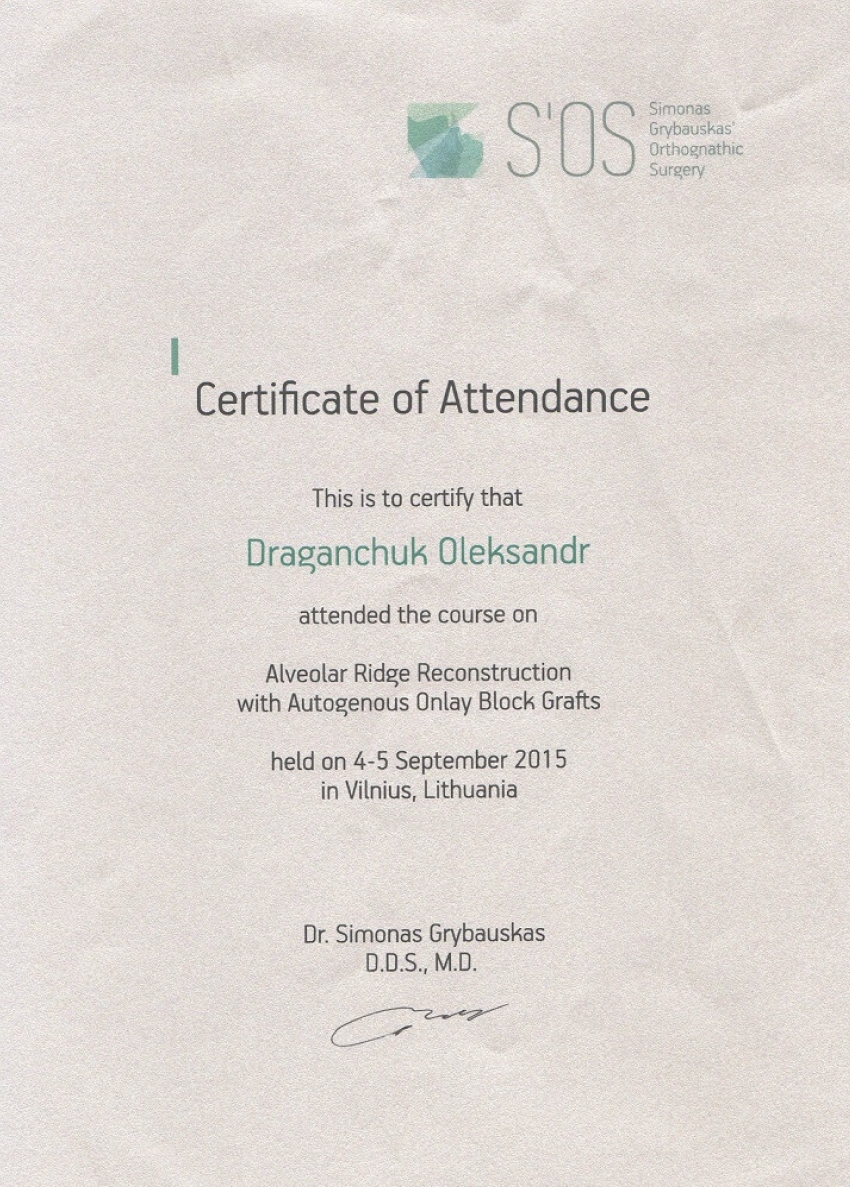 S'OS
Simonas
Grybauskas'
Orthognathic
Surgery
Certificate of Attendance
This is to certify that
Draganchuk Oleksandr
attended the course on
Alveolar Ridge Reconstruction
with Autogenous Onlay Block Grafts
held on 4-5 September 2015
in Vilnius, Lithuania
Dr. Simonas Grybauskas
D.D.S., M.D.